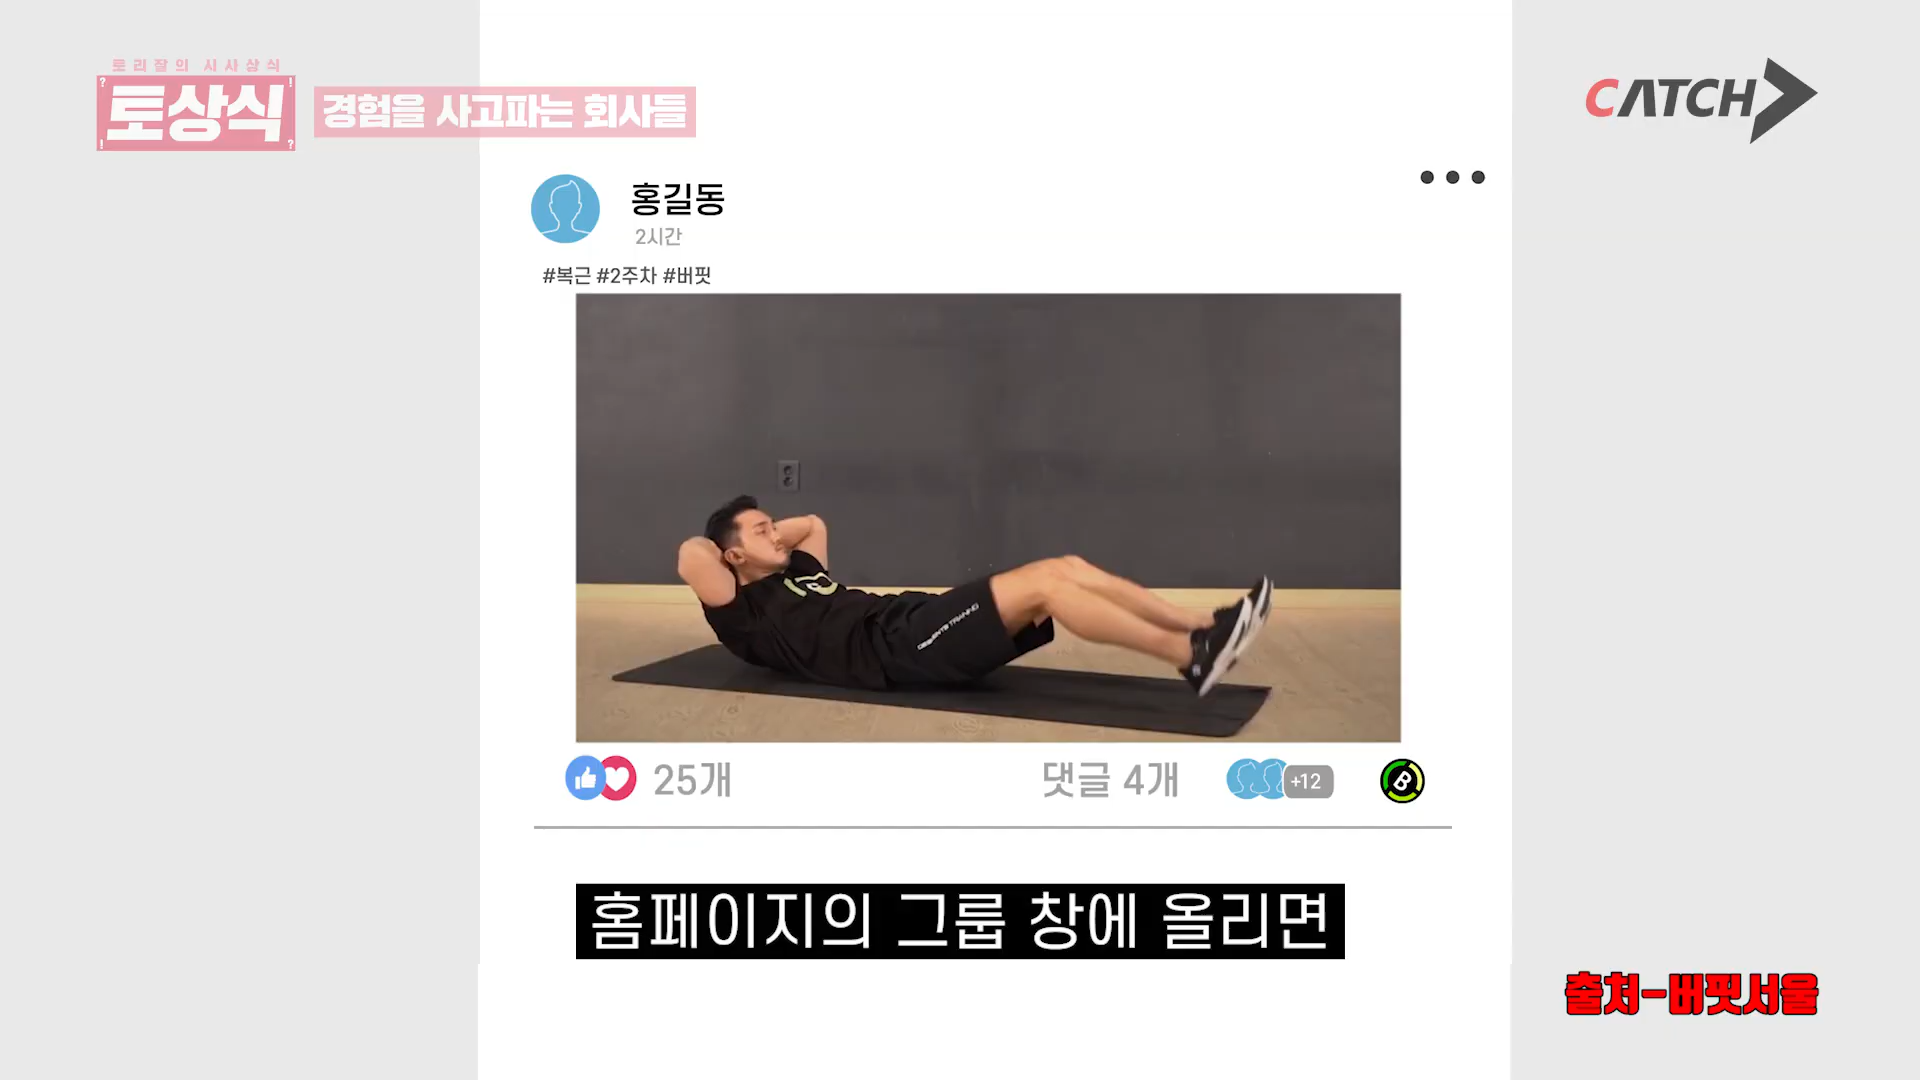 토리잘의 시사상식
토상식
경험을 사고파는 회사들
CATCH
홍길동
2시간
#복근 #2주차 #버핏
25개
댓글 4개
+12
B
홈페이지의 그룹 창에 올리면
출처-버핏서울